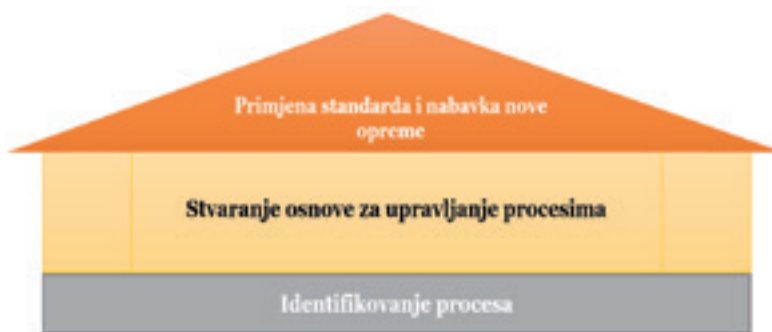 Primjena standarda i nabavka nove
opreme
Stvaranje osnove za upravljanje procesima
Identifikovanje procesa